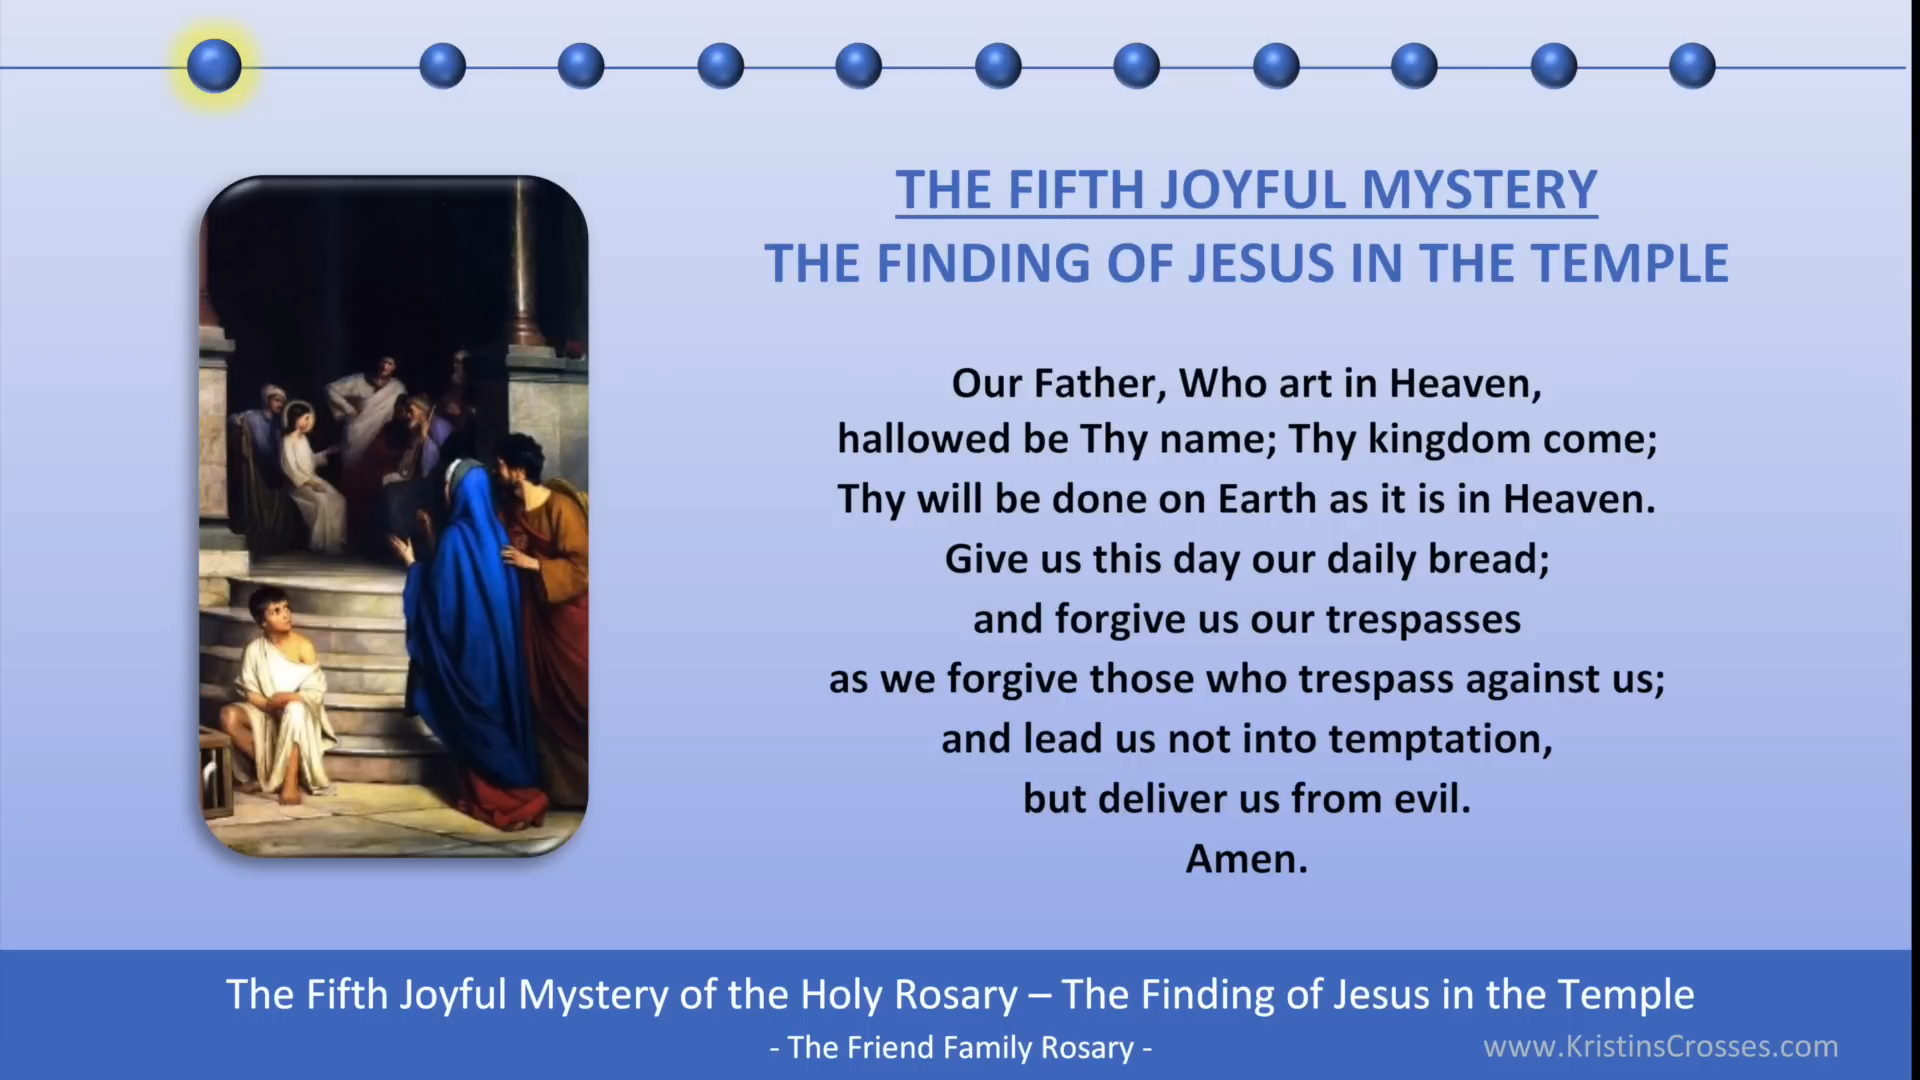 THE FIFTH JOYFUL MYSTERY
THE FINDING OF JESUS IN THE TEMPLE
Our Father, Who art in Heaven,
hallowed be Thy name; Thy kingdom come;
Thy will be done on Earth as it is in Heaven.
Give us this day our daily bread;
and forgive us our trespasses
as we forgive those who trespass against us;
and lead us not into temptation,
but deliver us from evil.
Amen.
The Fifth Joyful Mystery of the Holy Rosary – The Finding of Jesus in the Temple
- The Friend Family Rosary -
www.KristinsCrosses.com